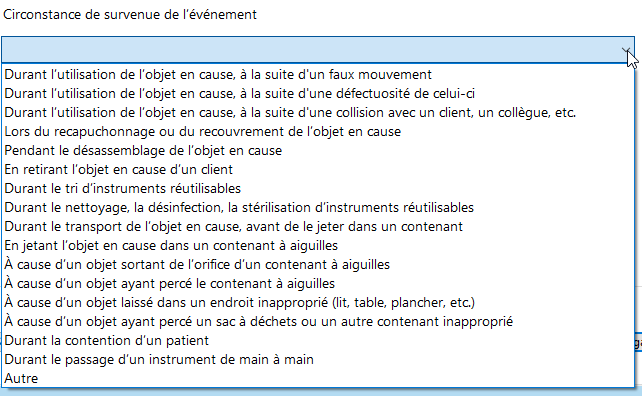 Circonstance de survenue de l'événement
Durant l'utilisation de l'objet en cause, à la suite d'un faux mouvement
Durant l'utilisation de l'objet en cause, à la suite d'une défectuosité de celui-ci
Durant l'utilisation de l'objet en cause, à la suite d'une collision avec un client, un collègue, etc.
Lors du recapuchonnage ou du recouvrement de l'objet en cause
Pendant le désassemblage de l'objet en cause
En retirant l'objet en cause d'un client
Durant le tri d'instruments réutilisables
Durant le nettoyage, la désinfection, la stérilisation d'instruments réutilisables
Durant le transport de l'objet en cause, avant de le jeter dans un contenant
En jetant l'objet en cause dans un contenant à aiguilles
À cause d'un objet sortant de l'orifice d'un contenant à aiguilles
À cause d'un objet ayant percé le contenant à aiguilles
À cause d'un objet laissé dans un endroit inapproprié (lit, table, plancher, etc.)
À cause d'un objet ayant percé un sac à déchets ou un autre contenant inapproprié
Durant la contention d'un patient
Durant le passage d'un instrument de main à main
Autre